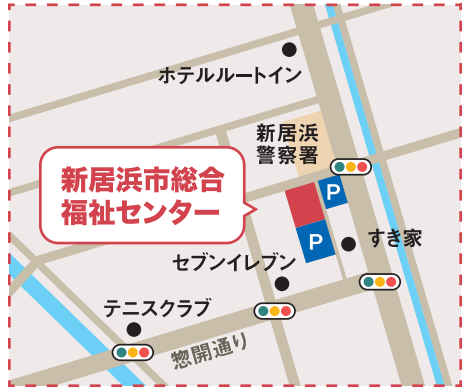 ホテルルートイン
新居浜
警察署
新居浜市総合
福祉センター
P
P
すき家
セブンイレブン
テニスクラブ
惣開通り